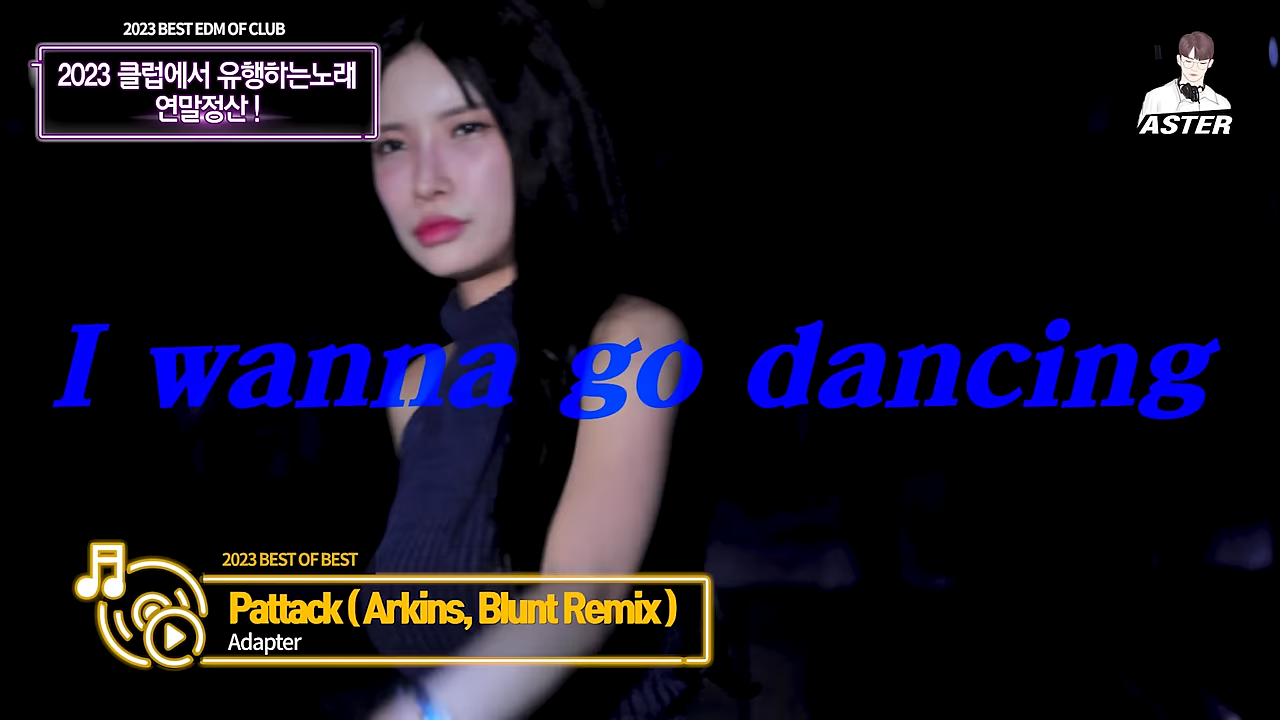 2023 BEST EDM OF CLUB
2023 클럽에서 유행하는노래
연말정산 !
ASTER
I wanna go dancing
2023 BEST OF BEST
Pattack ( Arkins, Blunt Remix )
Adapter